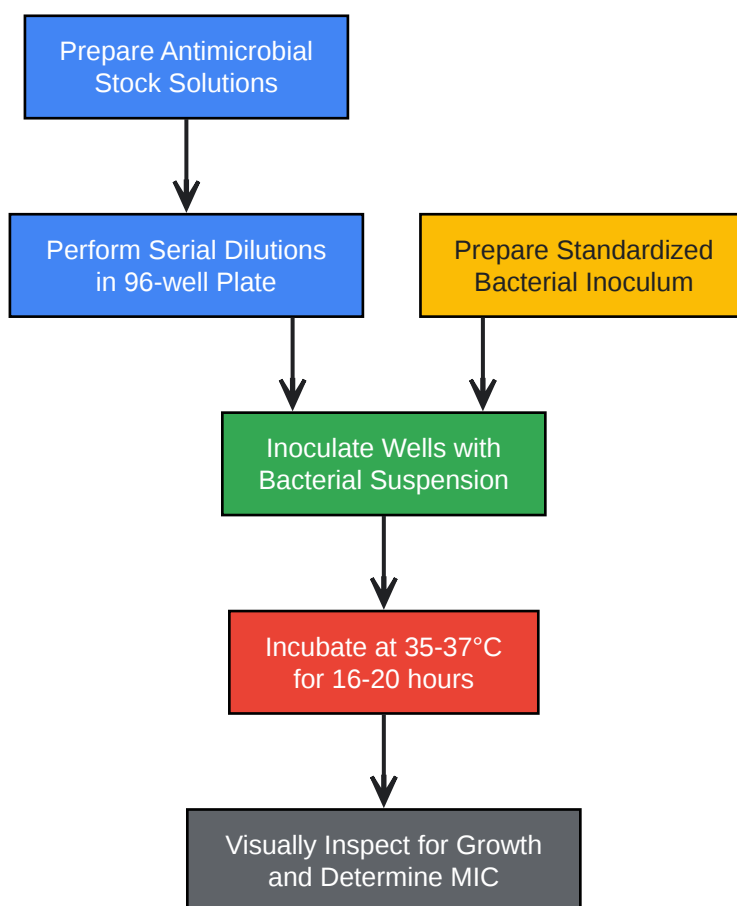 Prepare Antimicrobial
Stock Solutions
Perform Serial Dilutions
in 96-well Plate
Prepare Standardized
Bacterial Inoculum
Inoculate Wells with
Bacterial Suspension
Incubate at 35-37°C
for 16-20 hours
Visually Inspect for Growth
and Determine MIC